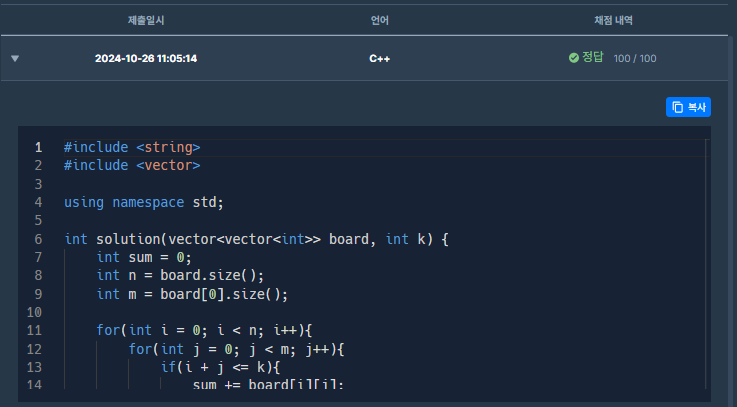 제출일시 언어 채점 내역
▼ 2024-10-26 11:05:14 C++ 정답 100 / 100
복사
1 #include <string>
2 #include <vector>
3
4 using namespace std;
5
6 int solution(vector<vector<int>> board, int k) {
7     int sum = 0;
8     int n = board.size();
9     int m = board[0].size();
10
11     for(int i = 0; i < n; i++){
12         for(int j = 0; j < m; j++){
13             if(i + j <= k){
14                 sum += board[i][j];